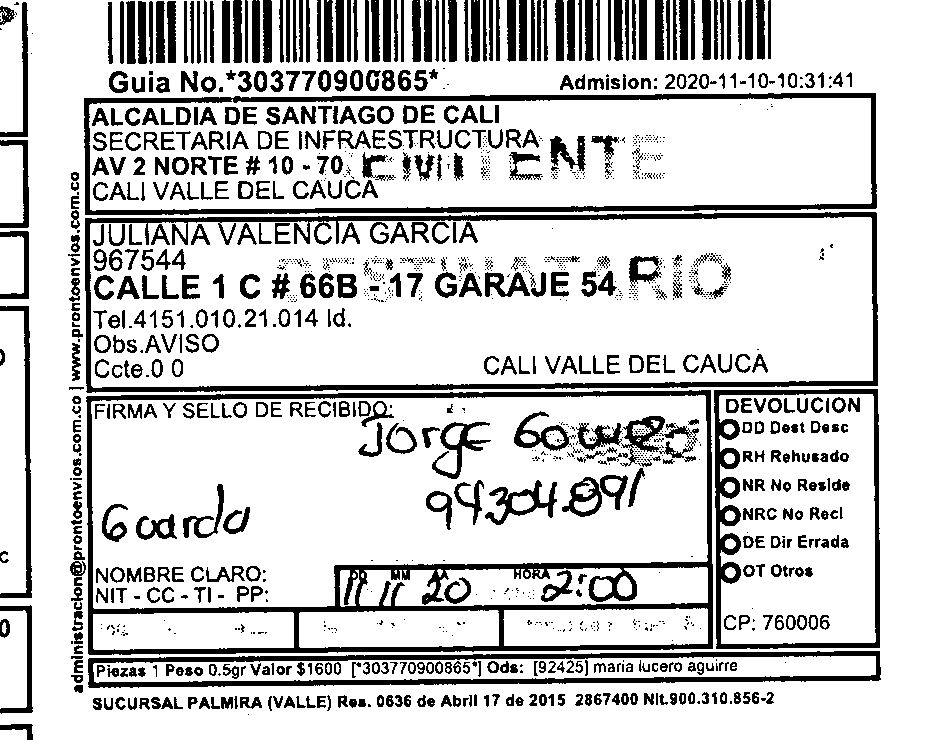 Guia No.*303770900865*
Admision: 2020-11-10-10:31:41
ALCALDIA DE SANTIAGO DE CALI
SECRETARIA DE INFRAESTRUCTURA
AV 2 NORTE # 10 - 70
CALI VALLE DEL CAUCA
JULIANA VALENCIA GARCIA
967544
DESTINATARIO
CALLE 1 C # 66B - 17 GARAJE 54
Tel.4151.010.21.014 Id.
Obs.AVISO
Ccte.0 0
CALI VALLE DEL CAUCA
administracion@prontoenvios.com.co | www.prontoenvios.com.co
FIRMA Y SELLO DE RECIBIDO:
Jorge Gomez
94304.891
Guarda
NOMBRE CLARO:
NIT - CC - TI - PP:
DD MM AA HORA
11 11 20 2:00
DEVOLUCION
DD Dest Desc
RH Rehusado
NR No Reside
NRC No Recl
DE Dir Errada
OT Otros
CP: 760006
Piezas 1 Peso 0.5gr Valor $1600 [*303770900865*] Ods: [92425] maria lucero aguirre
SUCURSAL PALMIRA (VALLE) Res. 0636 de Abril 17 de 2015 2867400 Nit.900.310.856-2